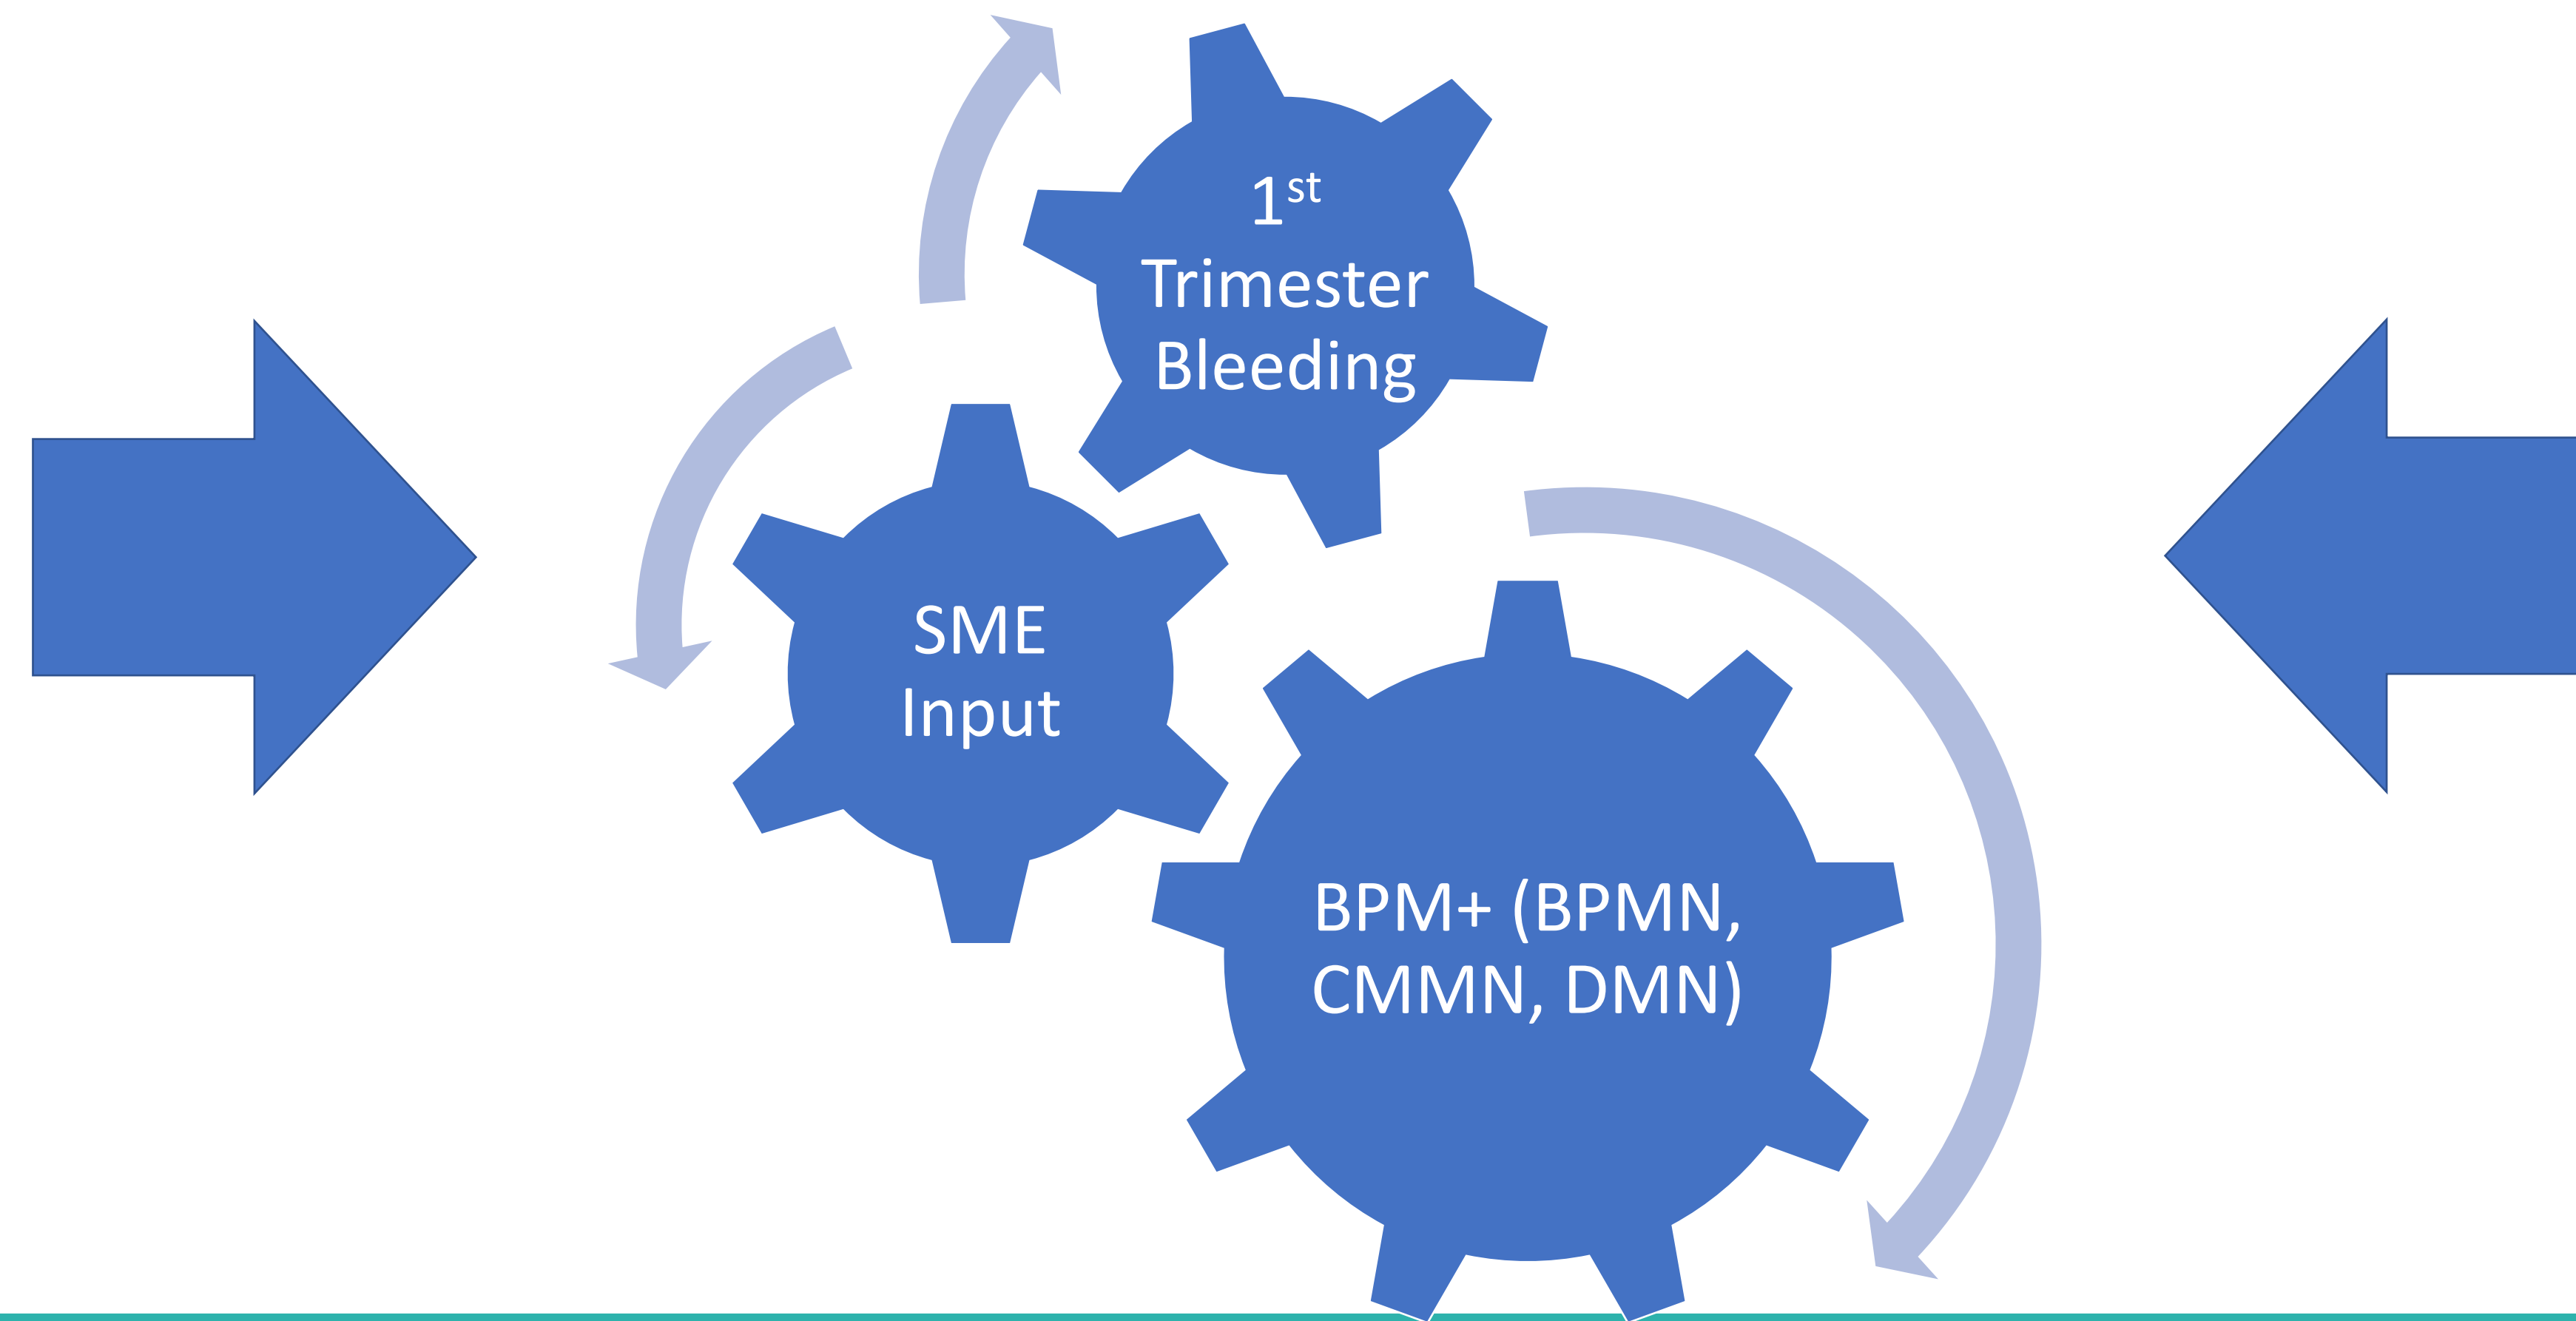 1st
Trimester
Bleeding
SME
Input
BPM+ (BPMN,
CMMN, DMN)